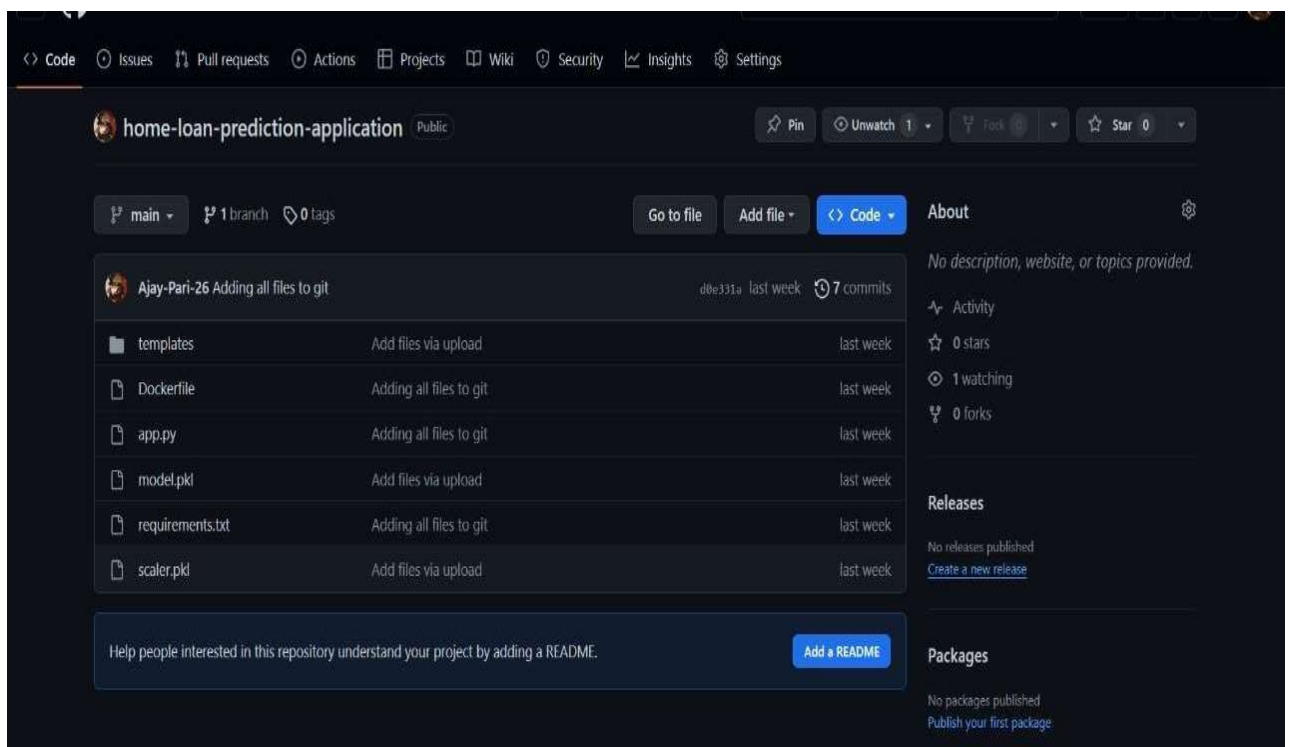 Code Issues Pull requests Actions Projects Wiki Security Insights Settings
home-loan-prediction-application Public Pin Unwatch 1 Fork 0 Star 0
main 1 branch 0 tags Go to file Add file Code
About
No description, website, or topics provided.
Ajay-Pari-26 Adding all files to git d0e331a last week 7 commits
templates Add files via upload last week
Dockerfile Adding all files to git last week
app.py Adding all files to git last week
model.pkl Add files via upload last week
requirements.txt Adding all files to git last week
scaler.pkl Add files via upload last week
Help people interested in this repository understand your project by adding a README. Add a README
Activity
0 stars
1 watching
0 forks
Releases
No releases published
Create a new release
Packages
No packages published
Publish your first package